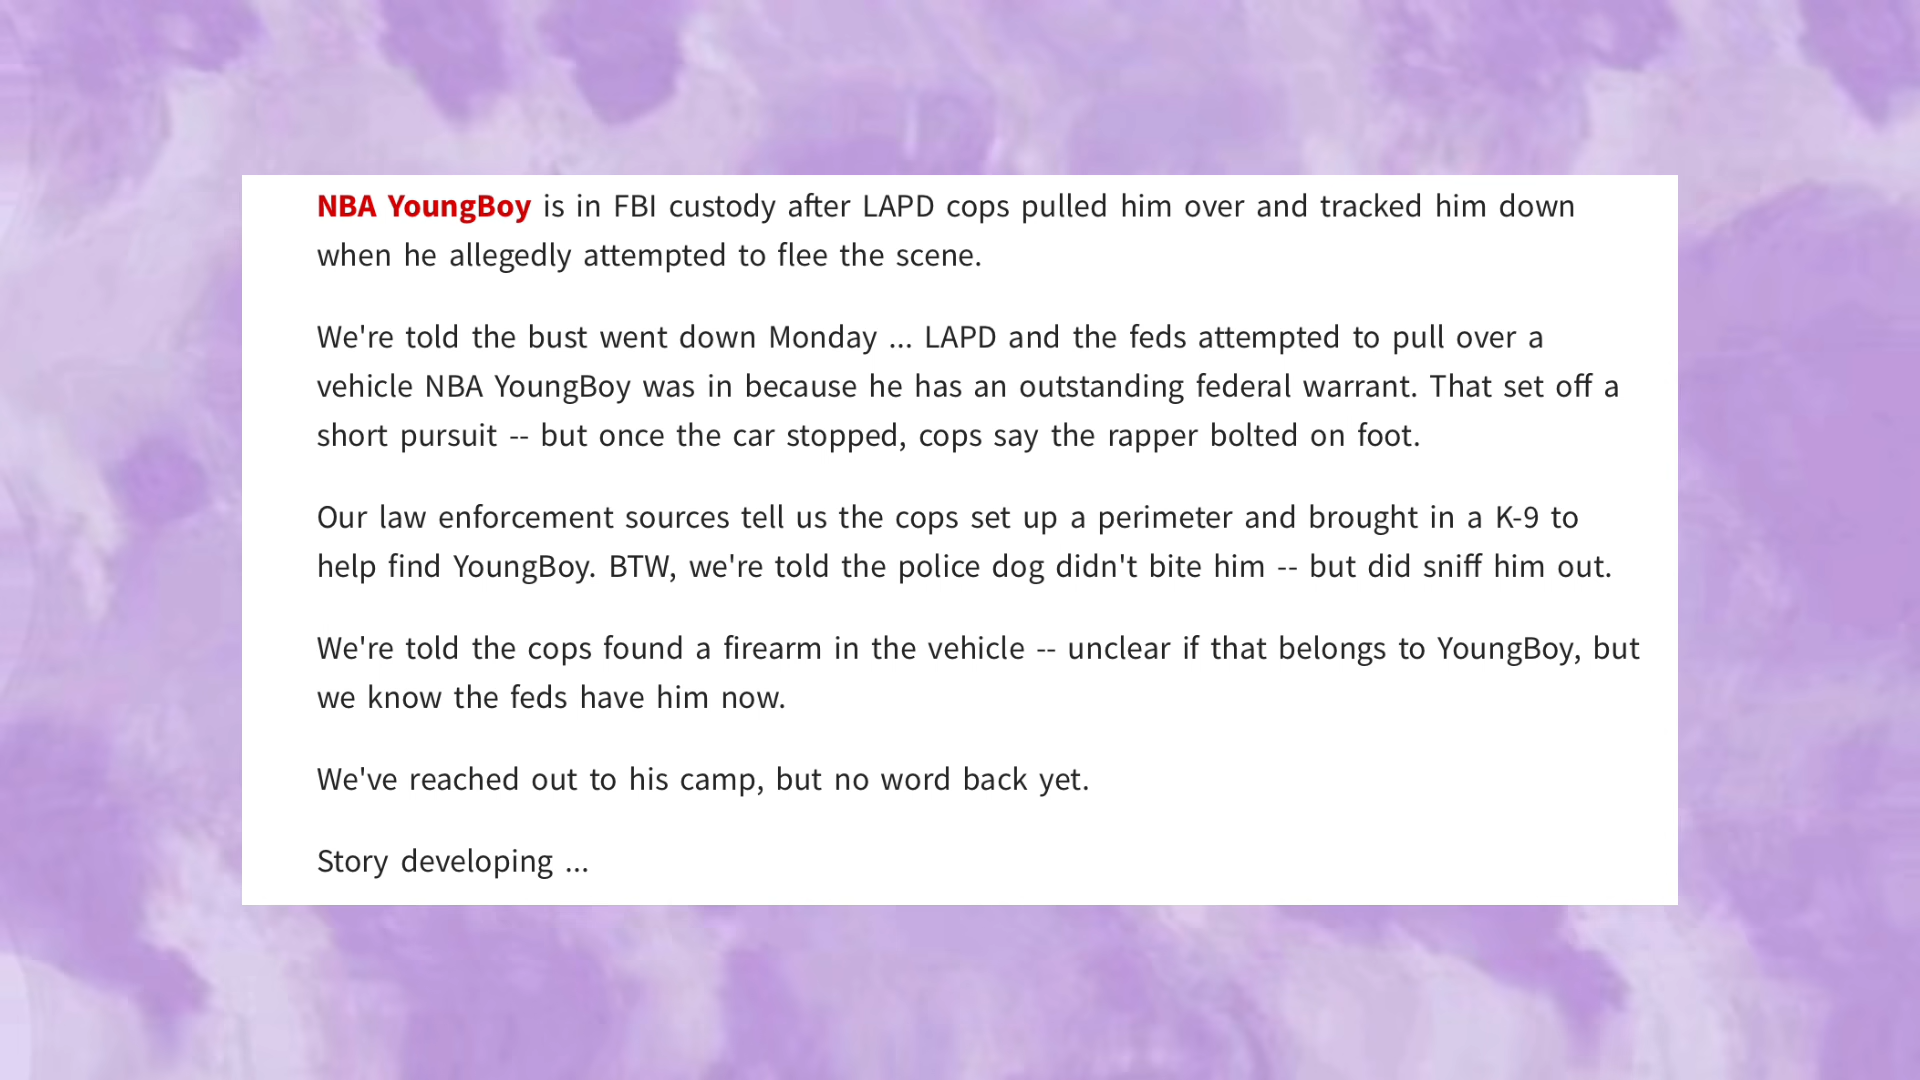 NBA YoungBoy is in FBI custody after LAPD cops pulled him over and tracked him down
when he allegedly attempted to flee the scene.
We're told the bust went down Monday ... LAPD and the feds attempted to pull over a
vehicle NBA YoungBoy was in because he has an outstanding federal warrant. That set off a
short pursuit -- but once the car stopped, cops say the rapper bolted on foot.
Our law enforcement sources tell us the cops set up a perimeter and brought in a K-9 to
help find YoungBoy. BTW, we're told the police dog didn't bite him -- but did sniff him out.
We're told the cops found a firearm in the vehicle -- unclear if that belongs to YoungBoy, but
we know the feds have him now.
We've reached out to his camp, but no word back yet.
Story developing ...